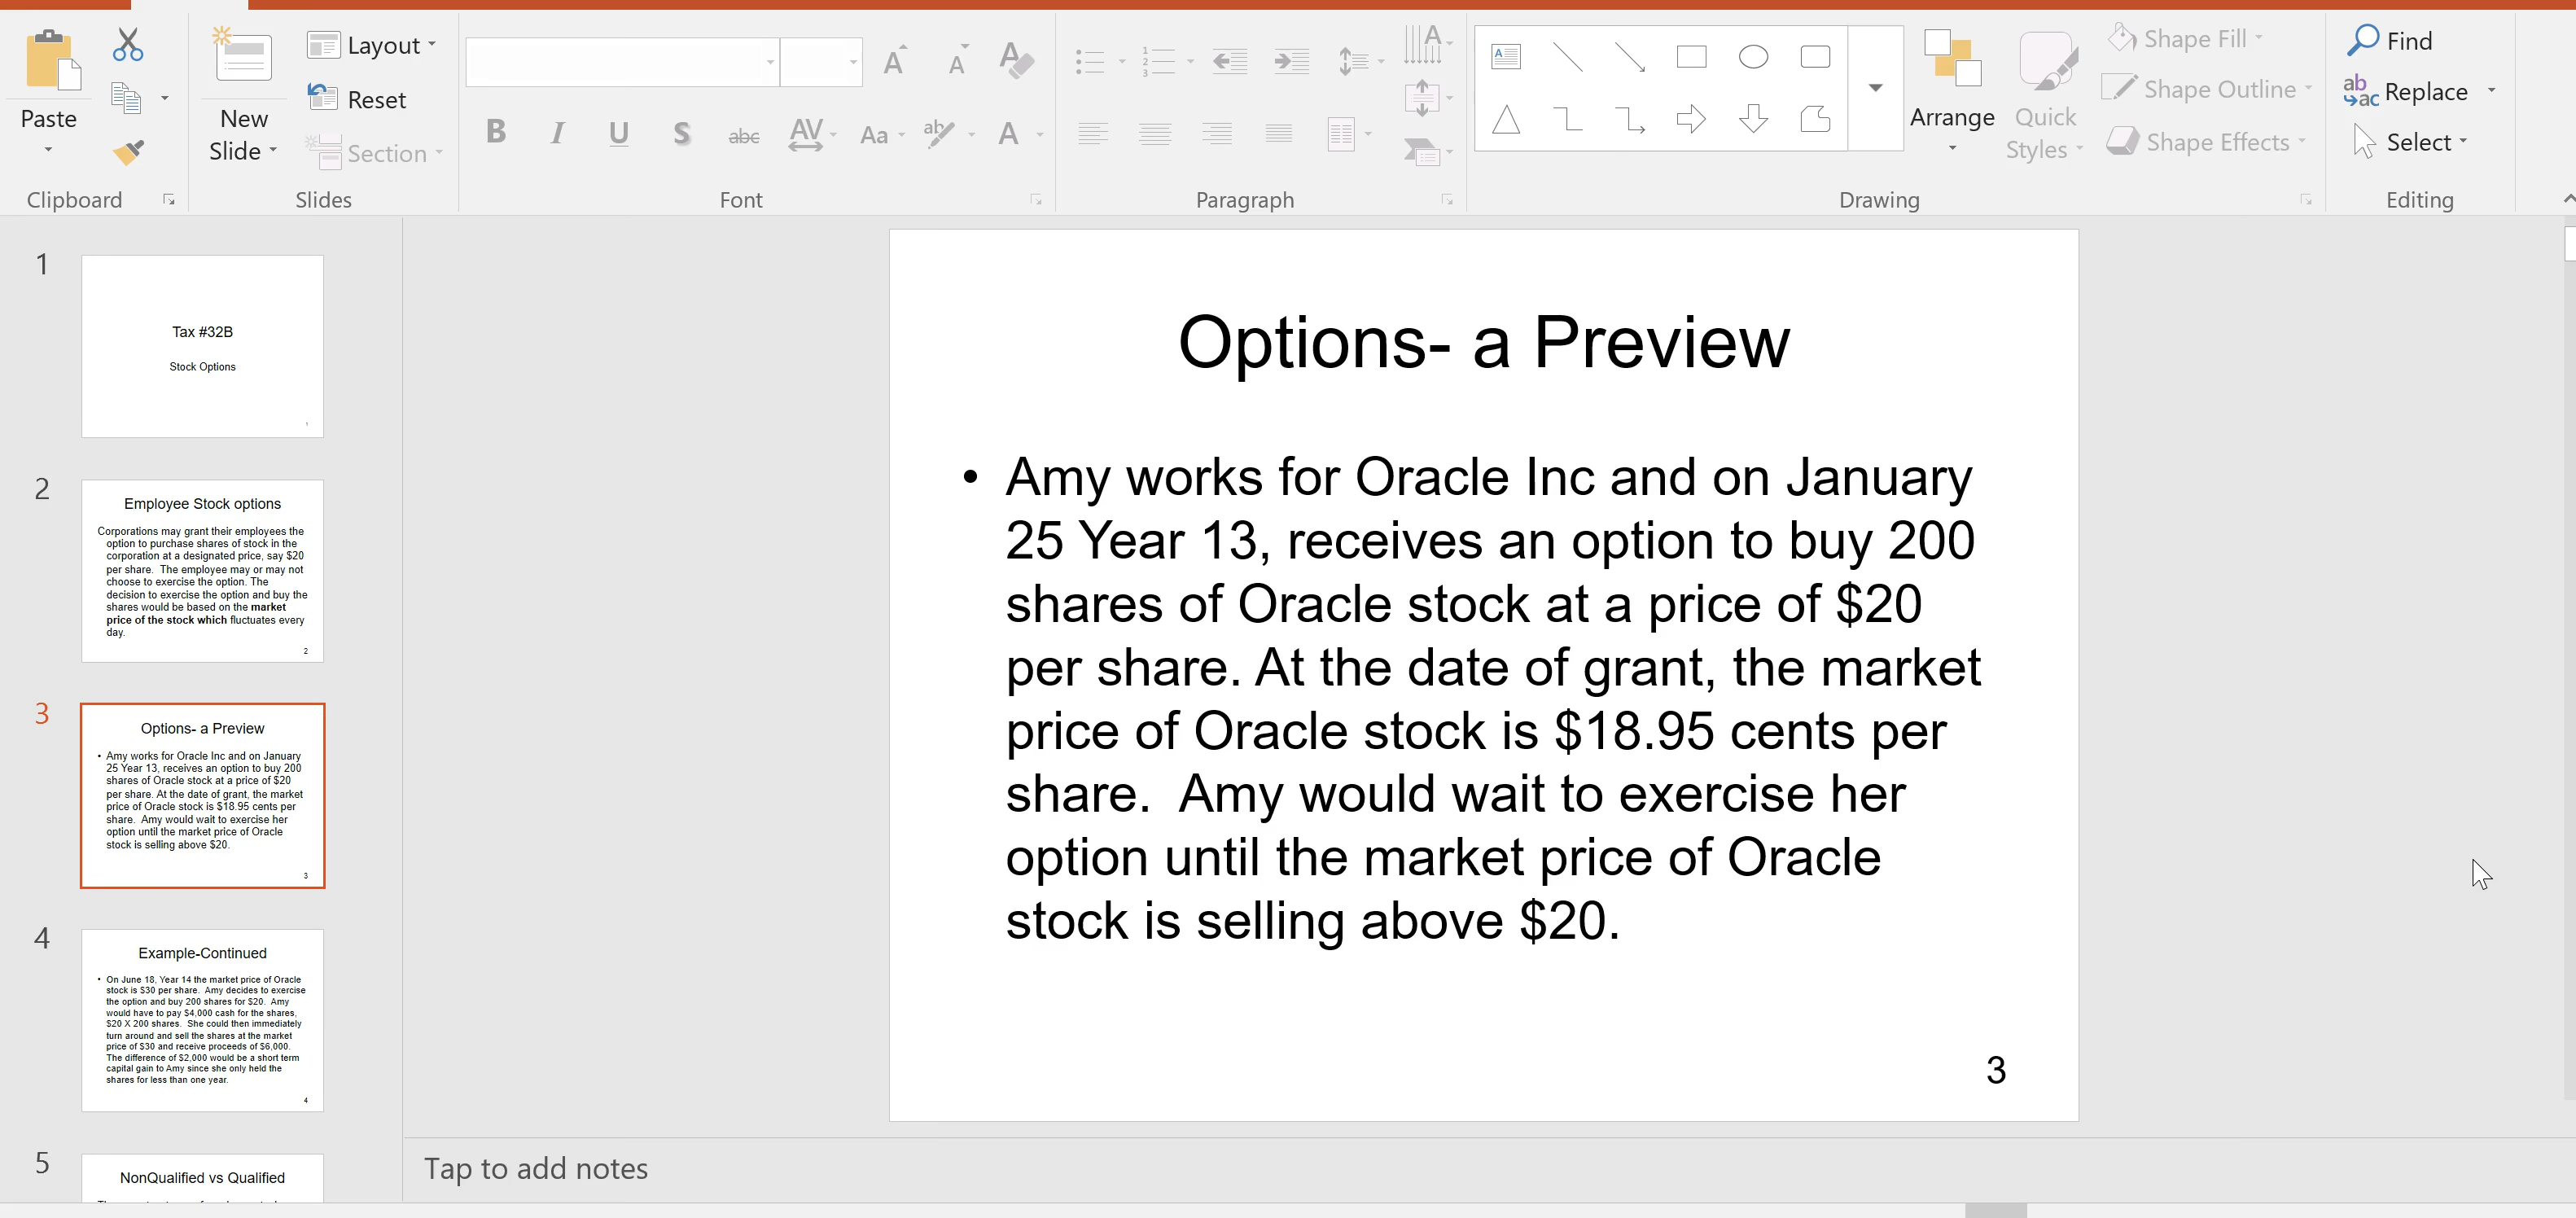 Paste
Clipboard
New
Slide
Layout
Reset
Section
Slides
B I U S abc AV Aa ab A
Font
Paragraph
Arrange
Quick
Styles
Shape Fill
Shape Outline
Shape Effects
Drawing
Find
Replace
Select
Editing
1
Tax #32B
Stock Options
1
2
Employee Stock options
Corporations may grant their employees the
option to purchase shares of stock in the
corporation at a designated price, say $20
per share. The employee may or may not
choose to exercise the option. The
decision to exercise the option and buy the
shares would be based on the market
price of the stock which fluctuates every
day.
2
3
Options- a Preview
• Amy works for Oracle Inc and on January
25 Year 13, receives an option to buy 200
shares of Oracle stock at a price of $20
per share. At the date of grant, the market
price of Oracle stock is $18.95 cents per
share. Amy would wait to exercise her
option until the market price of Oracle
stock is selling above $20.
3
4
Example-Continued
• On June 18, Year 14 the market price of Oracle
stock is $30 per share. Amy decides to exercise
the option and buy 200 shares for $20. Amy
would have to pay $4,000 cash for the shares,
$20 X 200 shares. She could then immediately
turn around and sell the shares at the market
price of $30 and receive proceeds of $6,000.
The difference of $2,000 would be a short term
capital gain to Amy since she only held the
shares for less than one year.
4
5
NonQualified vs Qualified
Options- a Preview
• Amy works for Oracle Inc and on January
25 Year 13, receives an option to buy 200
shares of Oracle stock at a price of $20
per share. At the date of grant, the market
price of Oracle stock is $18.95 cents per
share. Amy would wait to exercise her
option until the market price of Oracle
stock is selling above $20.
3
Tap to add notes